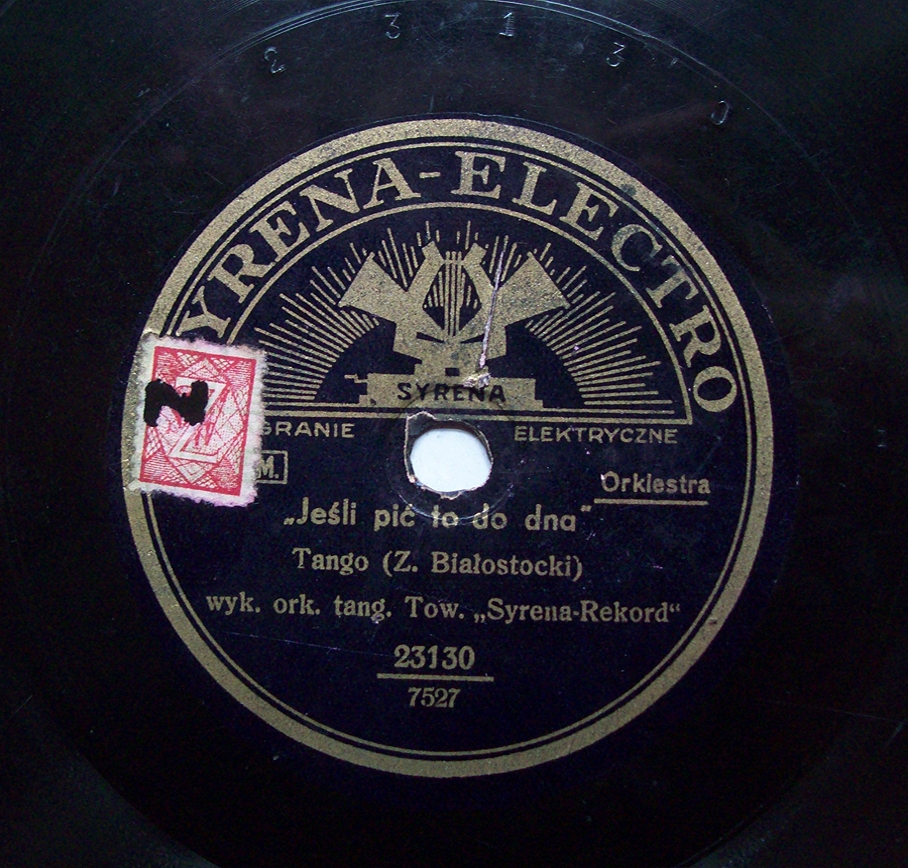 2 3 1 3 0
SYRENA-ELECTRO
SYRENA
ELEKTRYCZNE
Z
M.
Orkiestra
„Jeśli pić to do dna“
Tango (Z. Białostocki)
wyk. ork. tang. Tow. „Syrena-Rekord“
23130
7527